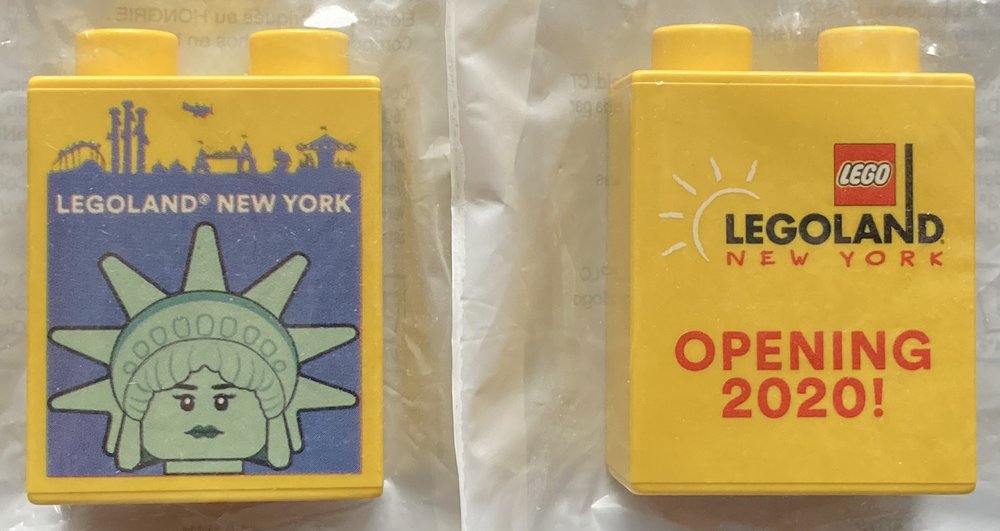 LEGOLAND® NEW YORK
LEGO
LEGOLAND
NEW YORK
OPENING
2020!